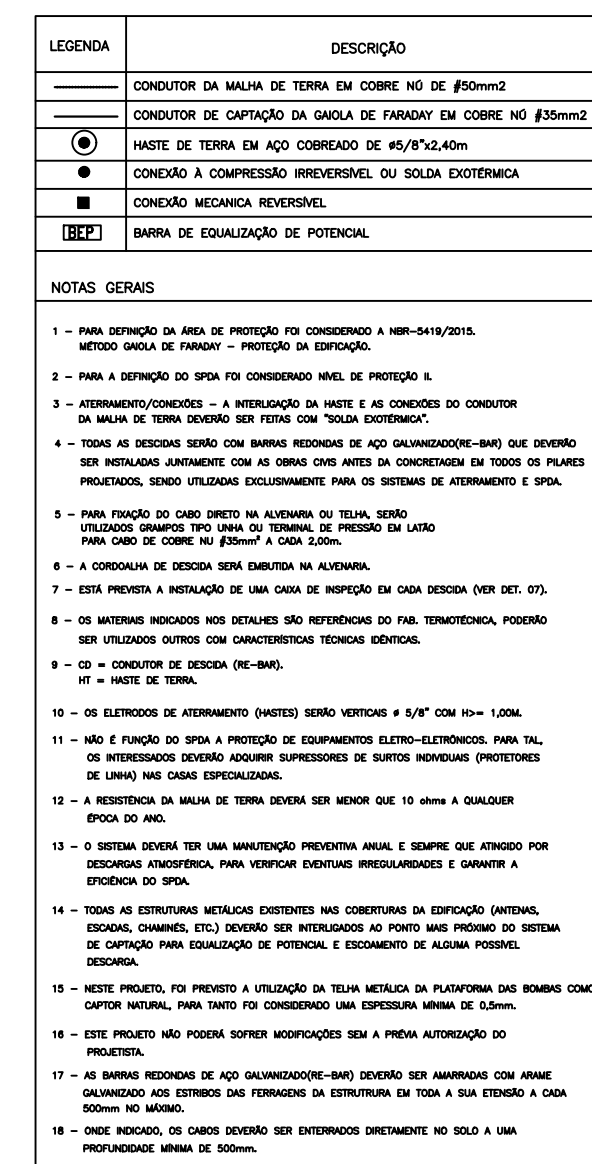 LEGENDA DESCRIÇÃO
CONDUTOR DA MALHA DE TERRA EM COBRE NÚ DE #50mm2
CONDUTOR DE CAPTAÇÃO DA GAIOLA DE FARADAY EM COBRE NÚ #35mm2
HASTE DE TERRA EM AÇO COBREADO DE ø5/8"x2,40m
CONEXÃO À COMPRESSÃO IRREVERSÍVEL OU SOLDA EXOTÉRMICA
CONEXÃO MECANICA REVERSÍVEL
BEP BARRA DE EQUALIZAÇÃO DE POTENCIAL
NOTAS GERAIS
1 – PARA DEFINIÇÃO DA ÁREA DE PROTEÇÃO FOI CONSIDERADO A NBR–5419/2015.
MÉTODO GAIOLA DE FARADAY – PROTEÇÃO DA EDIFICAÇÃO.
2 – PARA A DEFINIÇÃO DO SPDA FOI CONSIDERADO NÍVEL DE PROTEÇÃO II.
3 – ATERRAMENTO/CONEXÕES – A INTERLIGAÇÃO DA HASTE E AS CONEXÕES DO CONDUTOR
DA MALHA DE TERRA DEVERÃO SER FEITAS COM "SOLDA EXOTÉRMICA".
4 – TODAS AS DESCIDAS SERÃO COM BARRAS REDONDAS DE AÇO GALVANIZADO(RE–BAR) QUE DEVERÃO
SER INSTALADAS JUNTAMENTE COM AS OBRAS CIVIS ANTES DA CONCRETAGEM EM TODOS OS PILARES
PROJETADOS, SENDO UTILIZADAS EXCLUSIVAMENTE PARA OS SISTEMAS DE ATERRAMENTO E SPDA.
5 – PARA FIXAÇÃO DO CABO DIRETO NA ALVENARIA OU TELHA, SERÃO
UTILIZADOS GRAMPOS TIPO UNHA OU TERMINAL DE PRESSÃO EM LATÃO
PARA CABO DE COBRE NU #35mm² A CADA 2,00m.
6 – A CORDOALHA DE DESCIDA SERÁ EMBUTIDA NA ALVENARIA.
7 – ESTÁ PREVISTA A INSTALAÇÃO DE UMA CAIXA DE INSPEÇÃO EM CADA DESCIDA (VER DET. 07).
8 – OS MATERIAIS INDICADOS NOS DETALHES SÃO REFERÊNCIAS DO FAB. TERMOTÉCNICA, PODERÃO
SER UTILIZADOS OUTROS COM CARACTERÍSTICAS TÉCNICAS IDÊNTICAS.
9 – CD = CONDUTOR DE DESCIDA (RE–BAR).
HT = HASTE DE TERRA.
10 – OS ELETRODOS DE ATERRAMENTO (HASTES) SERÃO VERTICAIS ø 5/8" COM H>= 1,00M.
11 – NÃO É FUNÇÃO DO SPDA A PROTEÇÃO DE EQUIPAMENTOS ELETRO–ELETRÔNICOS. PARA TAL,
OS INTERESSADOS DEVERÃO ADQUIRIR SUPRESSORES DE SURTOS INDIVIDUAIS (PROTETORES
DE LINHA) NAS CASAS ESPECIALIZADAS.
12 – A RESISTÊNCIA DA MALHA DE TERRA DEVERÁ SER MENOR QUE 10 ohms A QUALQUER
ÉPOCA DO ANO.
13 – O SISTEMA DEVERÁ TER UMA MANUTENÇÃO PREVENTIVA ANUAL E SEMPRE QUE ATINGIDO POR
DESCARGAS ATMOSFÉRICA, PARA VERIFICAR EVENTUAIS IRREGULARIDADES E GARANTIR A
EFICIÊNCIA DO SPDA.
14 – TODAS AS ESTRUTURAS METÁLICAS EXISTENTES NAS COBERTURAS DA EDIFICAÇÃO (ANTENAS,
ESCADAS, CHAMINÉS, ETC.) DEVERÃO SER INTERLIGADOS AO PONTO MAIS PRÓXIMO DO SISTEMA
DE CAPTAÇÃO PARA EQUALIZAÇÃO DE POTENCIAL E ESCOAMENTO DE ALGUMA POSSÍVEL
DESCARGA.
15 – NESTE PROJETO, FOI PREVISTO A UTILIZAÇÃO DA TELHA METÁLICA DA PLATAFORMA DAS BOMBAS COMO
CAPTOR NATURAL, PARA TANTO FOI CONSIDERADO UMA ESPESSURA MÍNIMA DE 0,5mm.
16 – ESTE PROJETO NÃO PODERÁ SOFRER MODIFICAÇÕES SEM A PRÉVIA AUTORIZAÇÃO DO
PROJETISTA.
17 – AS BARRAS REDONDAS DE AÇO GALVANIZADO(RE–BAR) DEVERÃO SER AMARRADAS COM ARAME
GALVANIZADO AOS ESTRIBOS DAS FERRAGENS DA ESTRUTRURA EM TODA A SUA ETENSÃO A CADA
500mm NO MÁXIMO.
18 – ONDE INDICADO, OS CABOS DEVERÃO SER ENTERRADOS DIRETAMENTE NO SOLO A UMA
PROFUNDIDADE MÍNIMA DE 500mm.